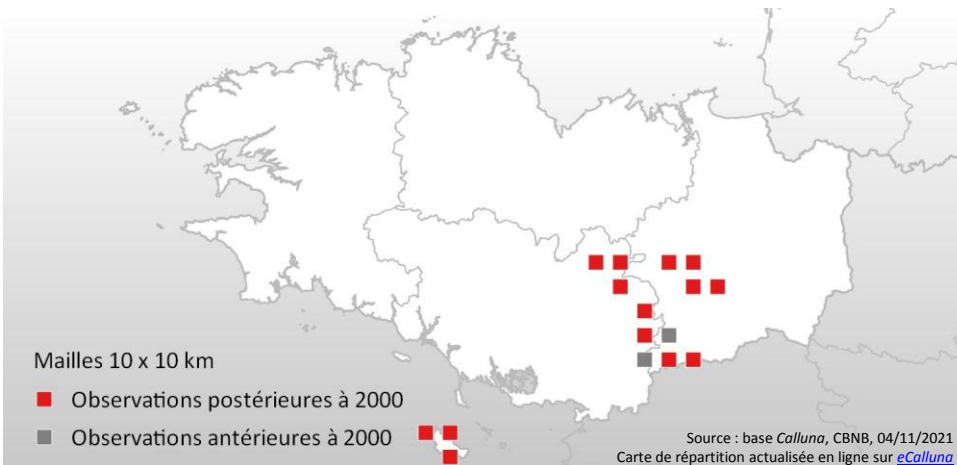 Mailles 10 x 10 km
Observations postérieures à 2000
Observations antérieures à 2000
Source : base Calluna, CBNB, 04/11/2021
Carte de répartition actualisée en ligne sur eCalluna